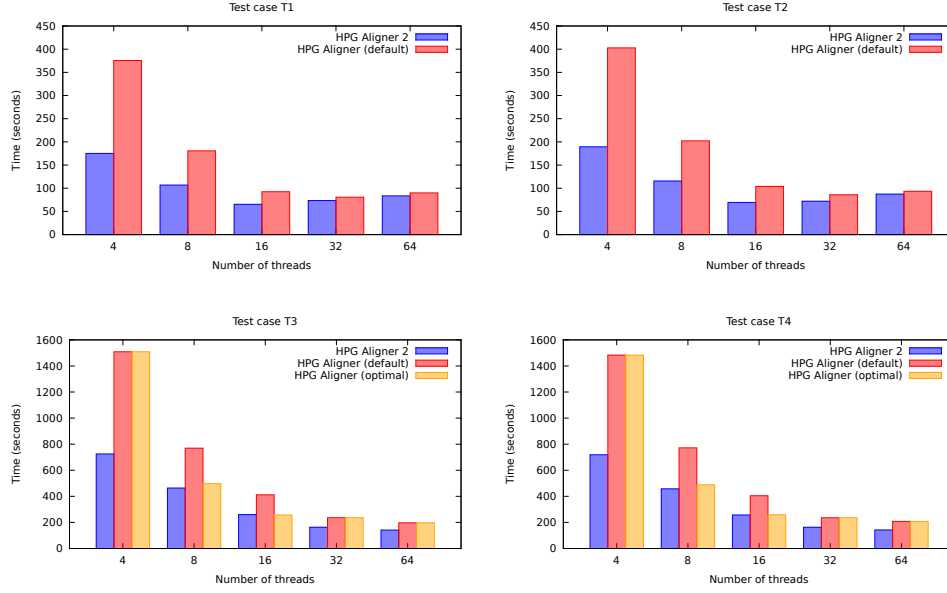 Test case T1
450
400
350
300
250
200
150
100
50
0
Time (seconds)
HPG Aligner 2
HPG Aligner (default)
4 8 16 32 64
Number of threads
Test case T2
450
400
350
300
250
200
150
100
50
0
Time (seconds)
HPG Aligner 2
HPG Aligner (default)
4 8 16 32 64
Number of threads
Test case T3
1600
1400
1200
1000
800
600
400
200
0
Time (seconds)
HPG Aligner 2
HPG Aligner (default)
HPG Aligner (optimal)
4 8 16 32 64
Number of threads
Test case T4
1600
1400
1200
1000
800
600
400
200
0
Time (seconds)
HPG Aligner 2
HPG Aligner (default)
HPG Aligner (optimal)
4 8 16 32 64
Number of threads